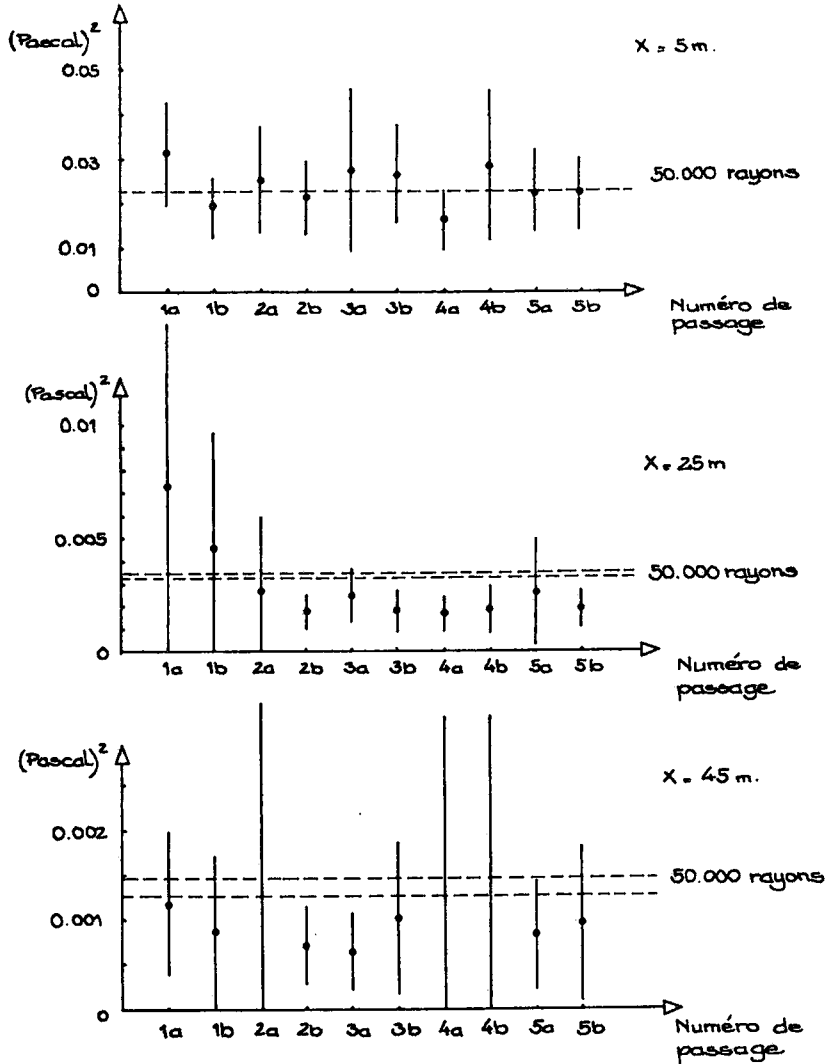 (Pascal)²
X = 5 m.
0.05
0.03
50.000 rayons
0.01
0
1a 1b 2a 2b 3a 3b 4a 4b 5a 5b
Numéro de
passage
(Pascal)²
0.01
X = 25 m
0.005
50.000 rayons
0
1a 1b 2a 2b 3a 3b 4a 4b 5a 5b
Numéro de
passage
(Pascal)²
X = 45 m.
0.002
50.000 rayons
0.001
0
1a 1b 2a 2b 3a 3b 4a 4b 5a 5b
Numéro de
passage